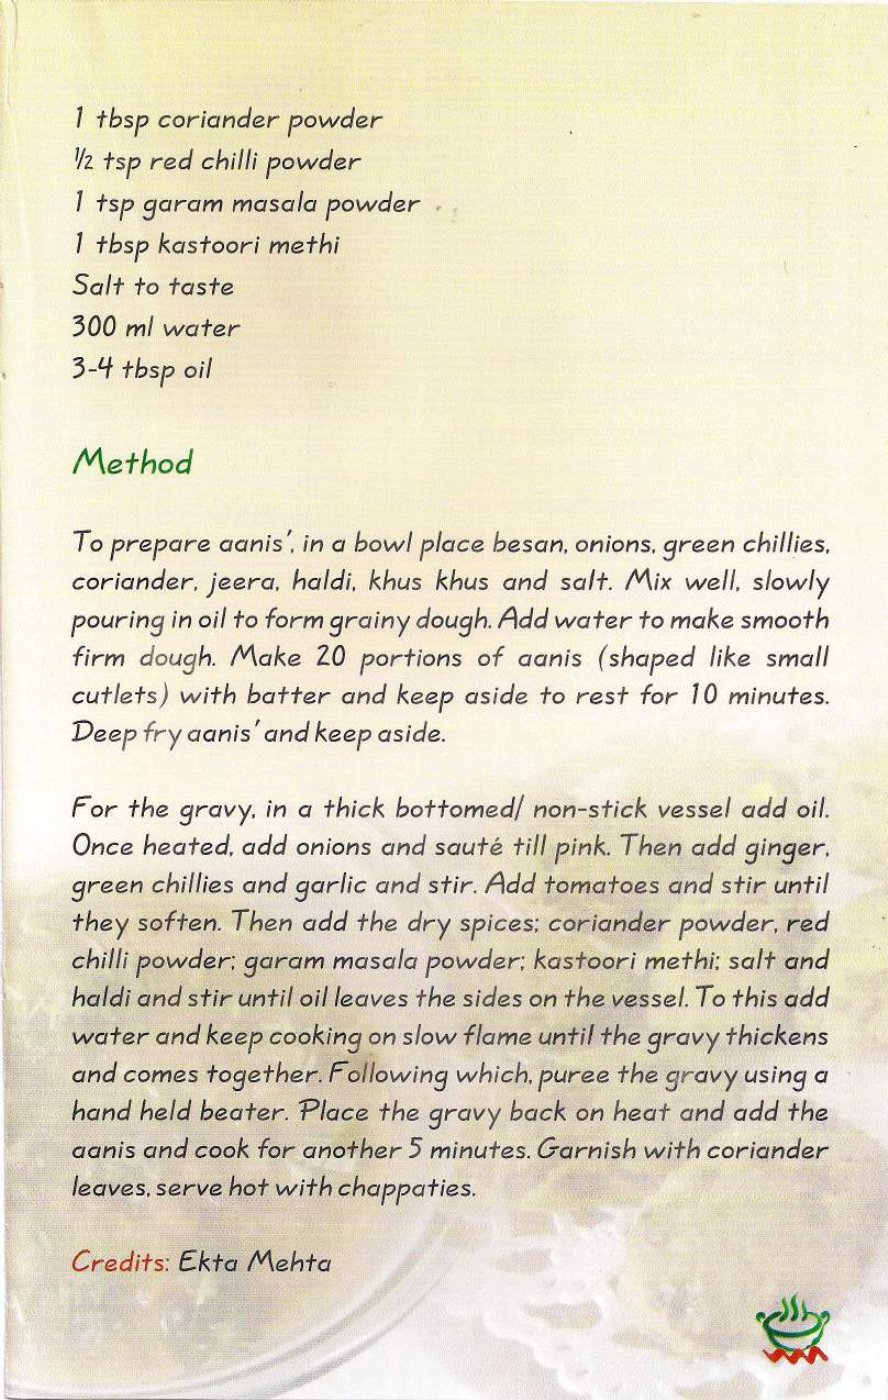 1 tbsp coriander powder
½ tsp red chilli powder
1 tsp garam masala powder
1 tbsp kastoori methi
Salt to taste
300 ml water
3-4 tbsp oil
Method
To prepare aanis', in a bowl place besan, onions, green chillies,
coriander, jeera, haldi, khus khus and salt. Mix well, slowly
pouring in oil to form grainy dough. Add water to make smooth
firm dough. Make 20 portions of aanis (shaped like small
cutlets) with batter and keep aside to rest for 10 minutes.
Deep fry aanis' and keep aside.
For the gravy, in a thick bottomed/ non-stick vessel add oil.
Once heated, add onions and sauté till pink. Then add ginger,
green chillies and garlic and stir. Add tomatoes and stir until
they soften. Then add the dry spices; coriander powder, red
chilli powder; garam masala powder; kastoori methi; salt and
haldi and stir until oil leaves the sides on the vessel. To this add
water and keep cooking on slow flame until the gravy thickens
and comes together. Following which, puree the gravy using a
hand held beater. Place the gravy back on heat and add the
aanis and cook for another 5 minutes. Garnish with coriander
leaves, serve hot with chappaties.
Credits: Ekta Mehta